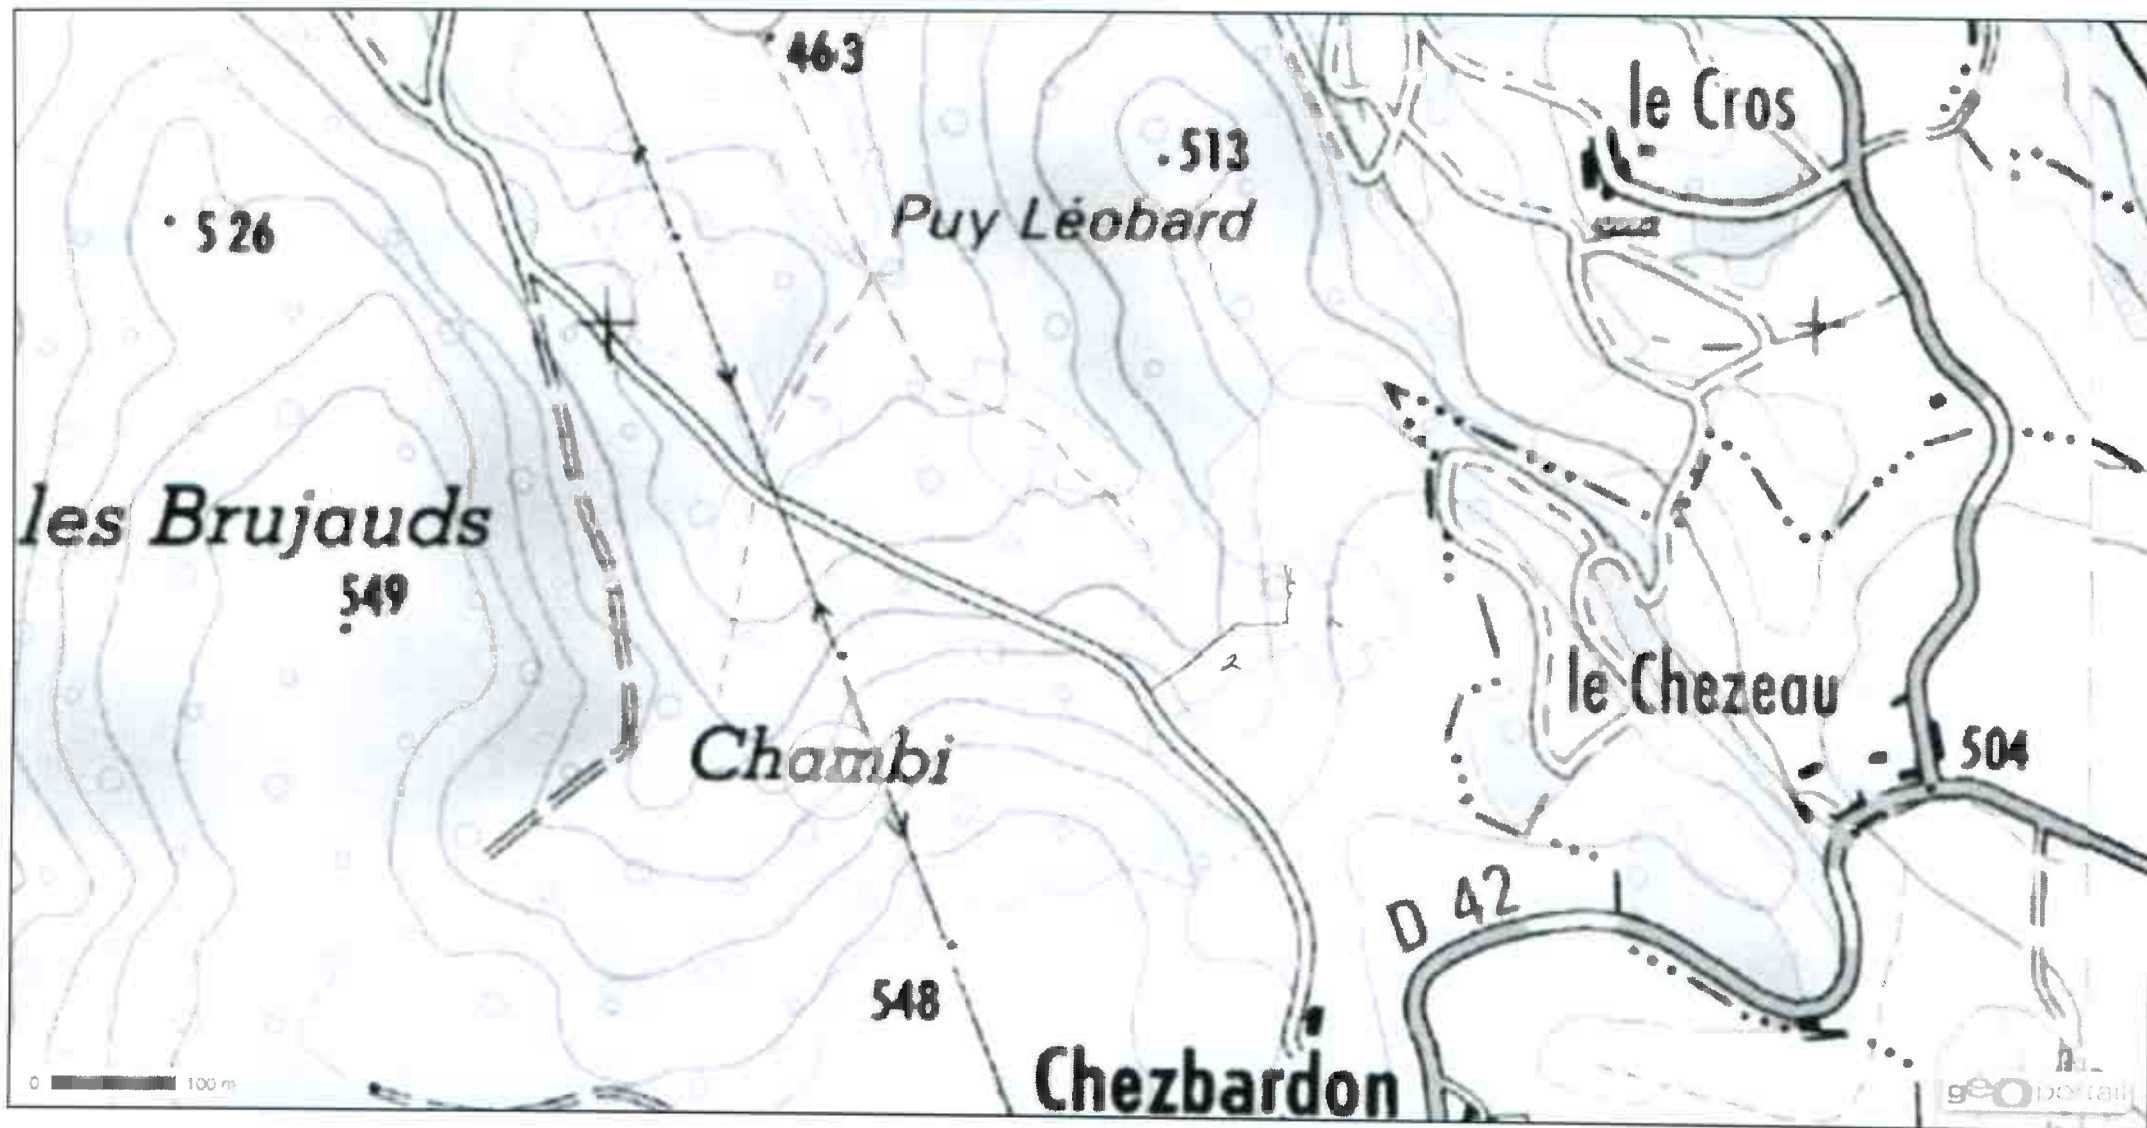 463
le Cros
513
S 26
Puy Léobard
les Brujauds
549
2
le Chezeau
Chambi
504
D 42
548
Chezbardon
0 100 m
geoportail